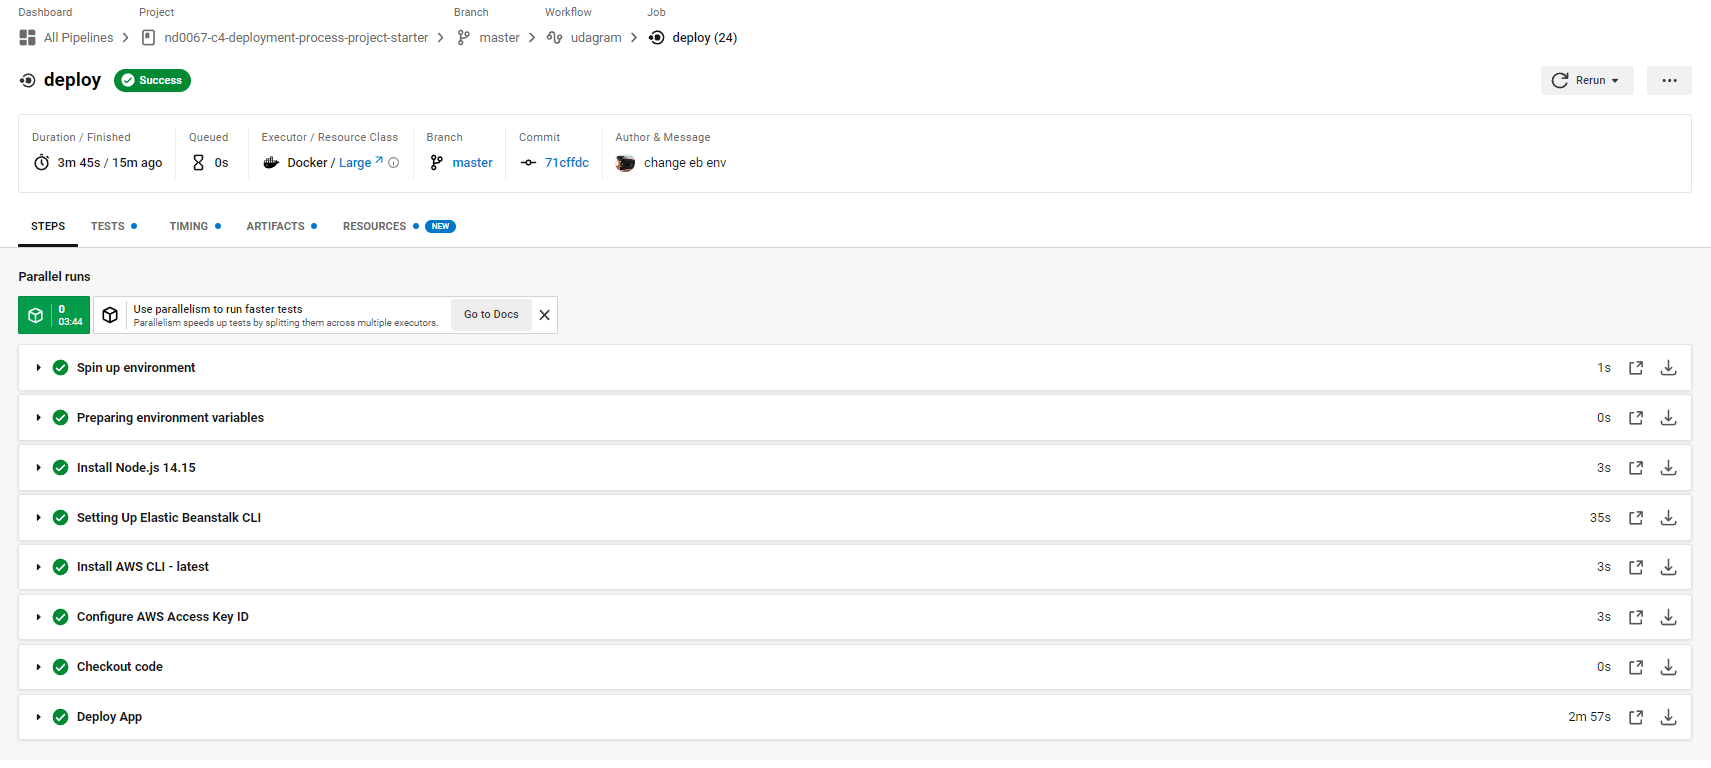 Dashboard Project Branch Workflow Job
All Pipelines nd0067-c4-deployment-process-project-starter master udagram deploy (24)
deploy Success Rerun
Duration / Finished Queued Executor / Resource Class Branch Commit Author & Message
3m 45s / 15m ago 0s Docker / Large master 71cffdc change eb env
STEPS TESTS TIMING ARTIFACTS RESOURCES NEW
Parallel runs
0
03:44
Use parallelism to run faster tests
Parallelism speeds up tests by splitting them across multiple executors.
Go to Docs
Spin up environment 1s
Preparing environment variables 0s
Install Node.js 14.15 3s
Setting Up Elastic Beanstalk CLI 35s
Install AWS CLI - latest 3s
Configure AWS Access Key ID 3s
Checkout code 0s
Deploy App 2m 57s